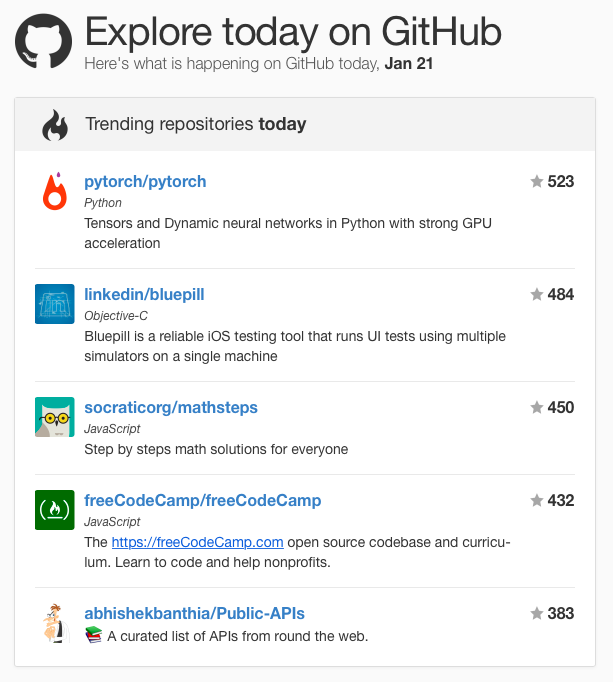 Explore today on GitHub
Here's what is happening on GitHub today, Jan 21
Trending repositories today
pytorch/pytorch
523
Python
Tensors and Dynamic neural networks in Python with strong GPU
acceleration
linkedin/bluepill
484
Objective-C
Bluepill is a reliable iOS testing tool that runs UI tests using multiple
simulators on a single machine
socraticorg/mathsteps
450
JavaScript
Step by steps math solutions for everyone
freeCodeCamp/freeCodeCamp
432
JavaScript
The https://freeCodeCamp.com open source codebase and curricu-
lum. Learn to code and help nonprofits.
abhishekbanthia/Public-APIs
383
📚 A curated list of APIs from round the web.